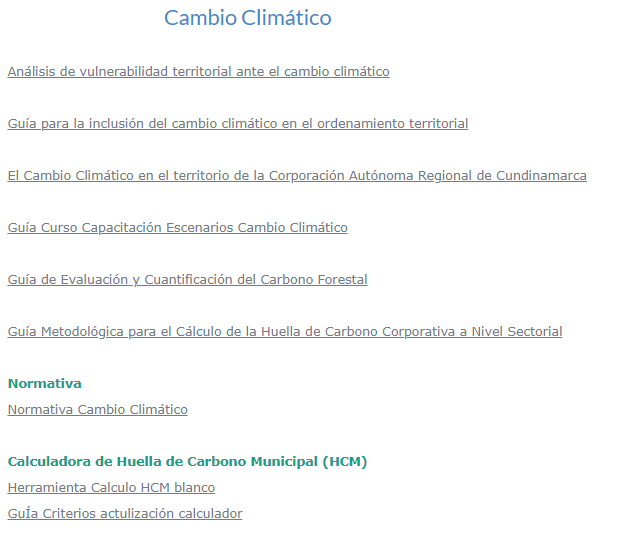 Cambio Climático
Análisis de vulnerabilidad territorial ante el cambio climático
Guía para la inclusión del cambio climático en el ordenamiento territorial
El Cambio Climático en el territorio de la Corporación Autónoma Regional de Cundinamarca
Guía Curso Capacitación Escenarios Cambio Climático
Guía de Evaluación y Cuantificación del Carbono Forestal
Guía Metodológica para el Cálculo de la Huella de Carbono Corporativa a Nivel Sectorial
Normativa
Normativa Cambio Climático
Calculadora de Huella de Carbono Municipal (HCM)
Herramienta Calculo HCM blanco
GuÍa Criterios actulización calculador